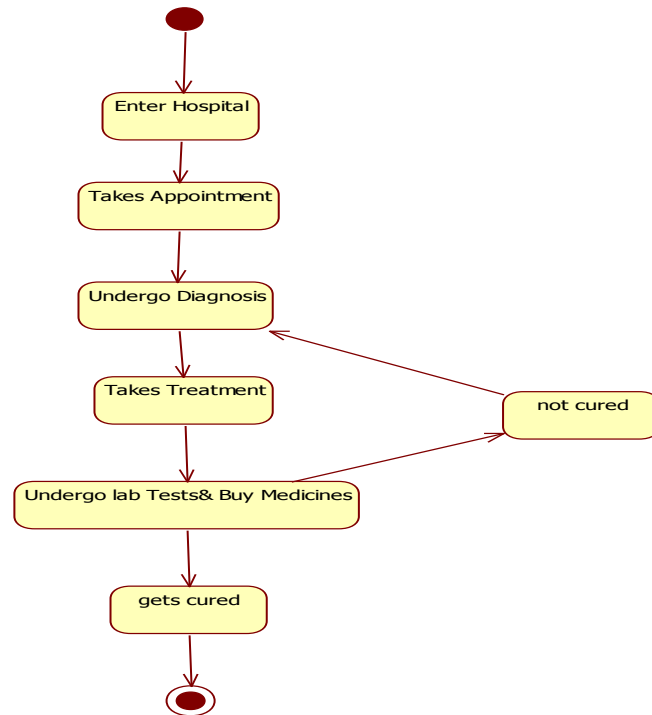 Enter Hospital
Takes Appointment
Undergo Diagnosis
Takes Treatment
not cured
Undergo lab Tests& Buy Medicines
gets cured